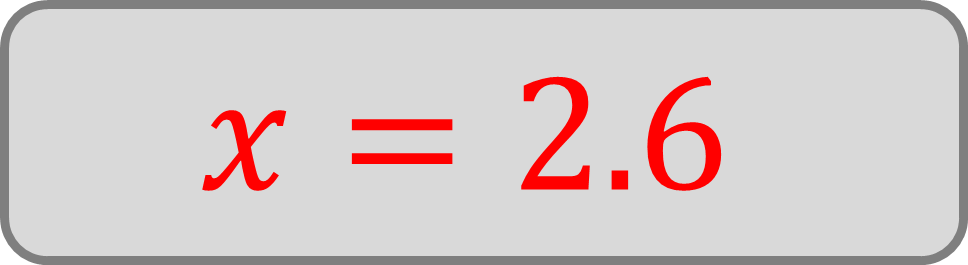 x = 2.6